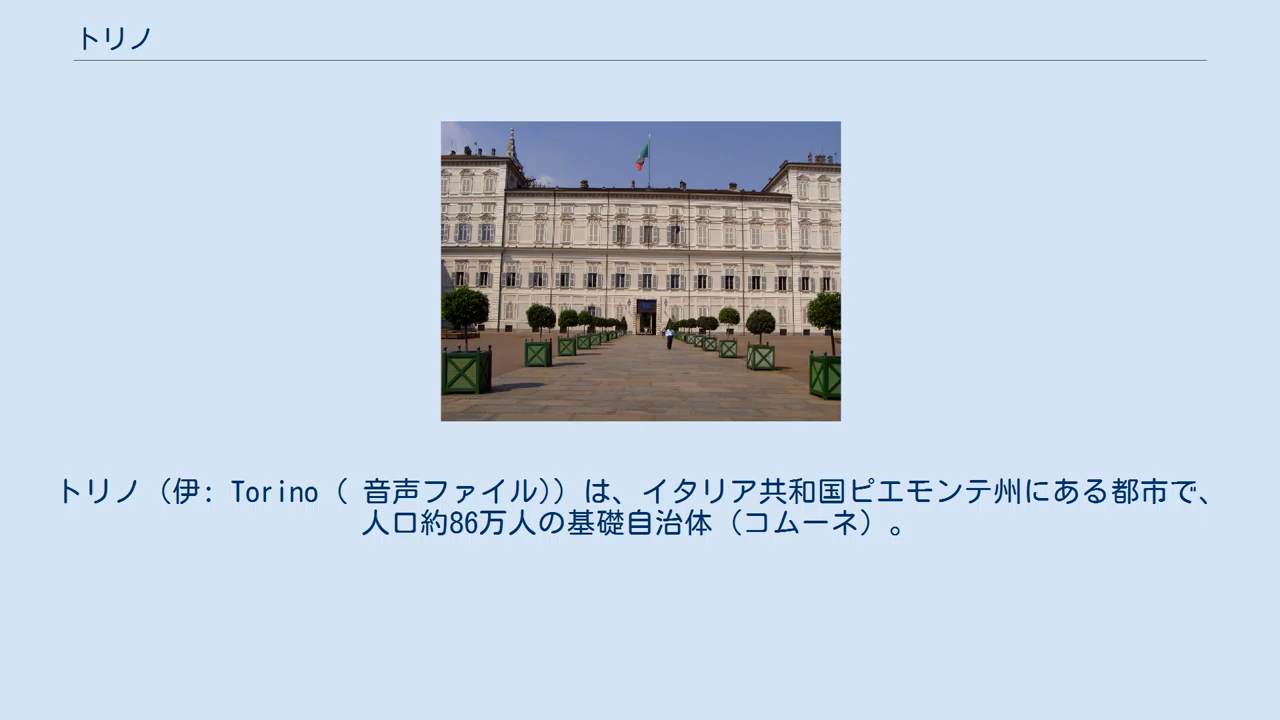 トリノ
トリノ（伊: Torino（ 音声ファイル））は、イタリア共和国ピエモンテ州にある都市で、
人口約86万人の基礎自治体（コムーネ）。